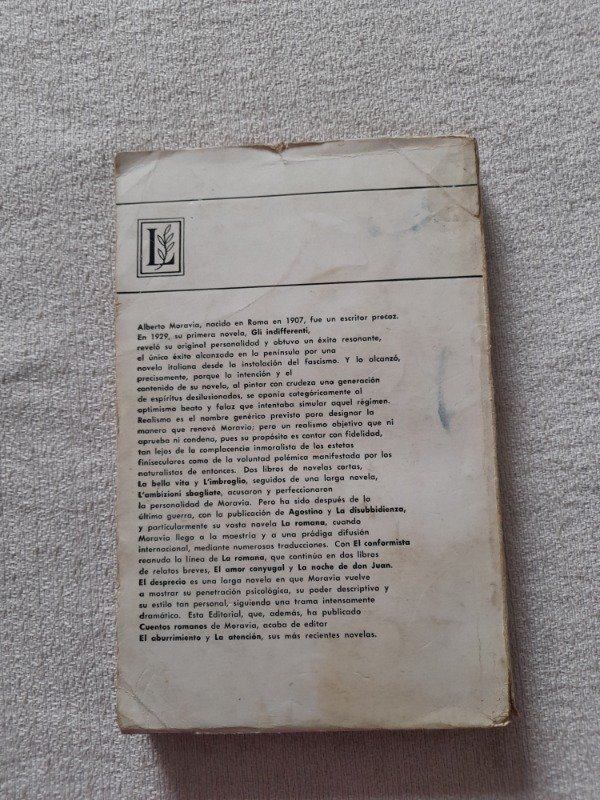 L
Alberto Moravia, nacido en Roma en 1907, fue un escritor precoz.
En 1929, su primera novela, Gli indifferenti,
reveló su original personalidad y obtuvo un éxito resonante,
el único éxito alcanzado en la península por una
novela italiana desde la instalación del fascismo. Y lo alcanzó,
precisamente, porque la intención y el
contenido de su novela, al pintar con crudeza una generación
de espíritus desilusionados, se oponía categóricamente al
optimismo beato y falaz que intentaba simular aquel régimen.
Realismo es el nombre genérico previsto para designar la
manera que renovó Moravia; pero un realismo objetivo que ni
aprueba ni condena, pues su propósito es contar con fidelidad,
tan lejos de la complacencia inmoralista de los estetas
finiseculares como de la voluntad polémica manifestada por los
naturalistas de entonces. Dos libros de novelas cortas,
La bella vita y L'imbroglio, seguidos de una larga novela,
L'ambizioni sbagliate, acusaron y perfeccionaron
la personalidad de Moravia. Pero ha sido después de la
última guerra, con la publicación de Agostino y La disubbidienza,
y particularmente su vasta novela La romana, cuando
Moravia llega a la maestría y a una pródiga difusión
internacional, mediante numerosas traducciones. Con El conformista
reanuda la línea de La romana, que continúa en dos libros
de relatos breves, El amor conyugal y La noche de don Juan.
El desprecio es una larga novela en que Moravia vuelve
a mostrar su penetración psicológica, su poder descriptivo y
su estilo tan personal, siguiendo una trama intensamente
dramática. Esta Editorial, que, además, ha publicado
Cuentos romanos de Moravia, acaba de editar
El aburrimiento y La atención, sus más recientes novelas.